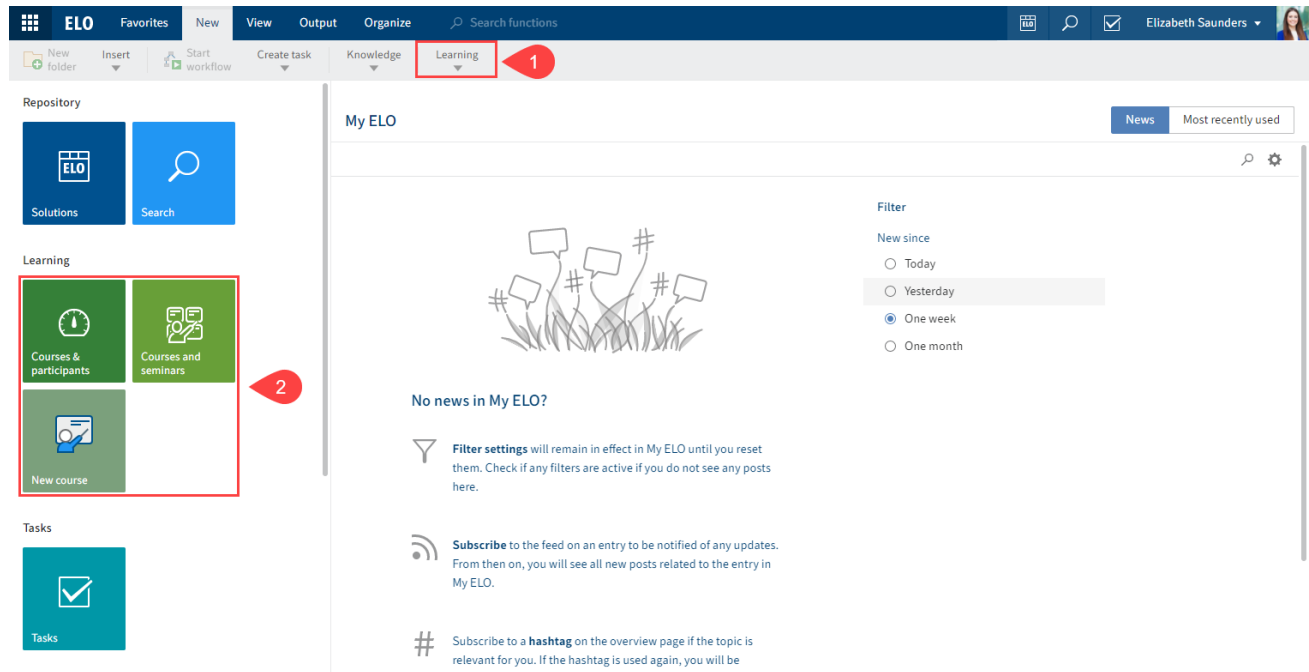 ELO Favorites New View Output Organize Search functions ELO Elizabeth Saunders
New folder Insert Start workflow Create task Knowledge Learning 1
Repository
ELO
Solutions
Search
Learning
Courses & participants
Courses and seminars
New course
2
Tasks
Tasks
My ELO
News Most recently used
Filter
New since
Today
Yesterday
One week
One month
No news in My ELO?
Filter settings will remain in effect in My ELO until you reset
them. Check if any filters are active if you do not see any posts
here.
Subscribe to the feed on an entry to be notified of any updates.
From then on, you will see all new posts related to the entry in
My ELO.
# Subscribe to a hashtag on the overview page if the topic is
relevant for you. If the hashtag is used again, you will be